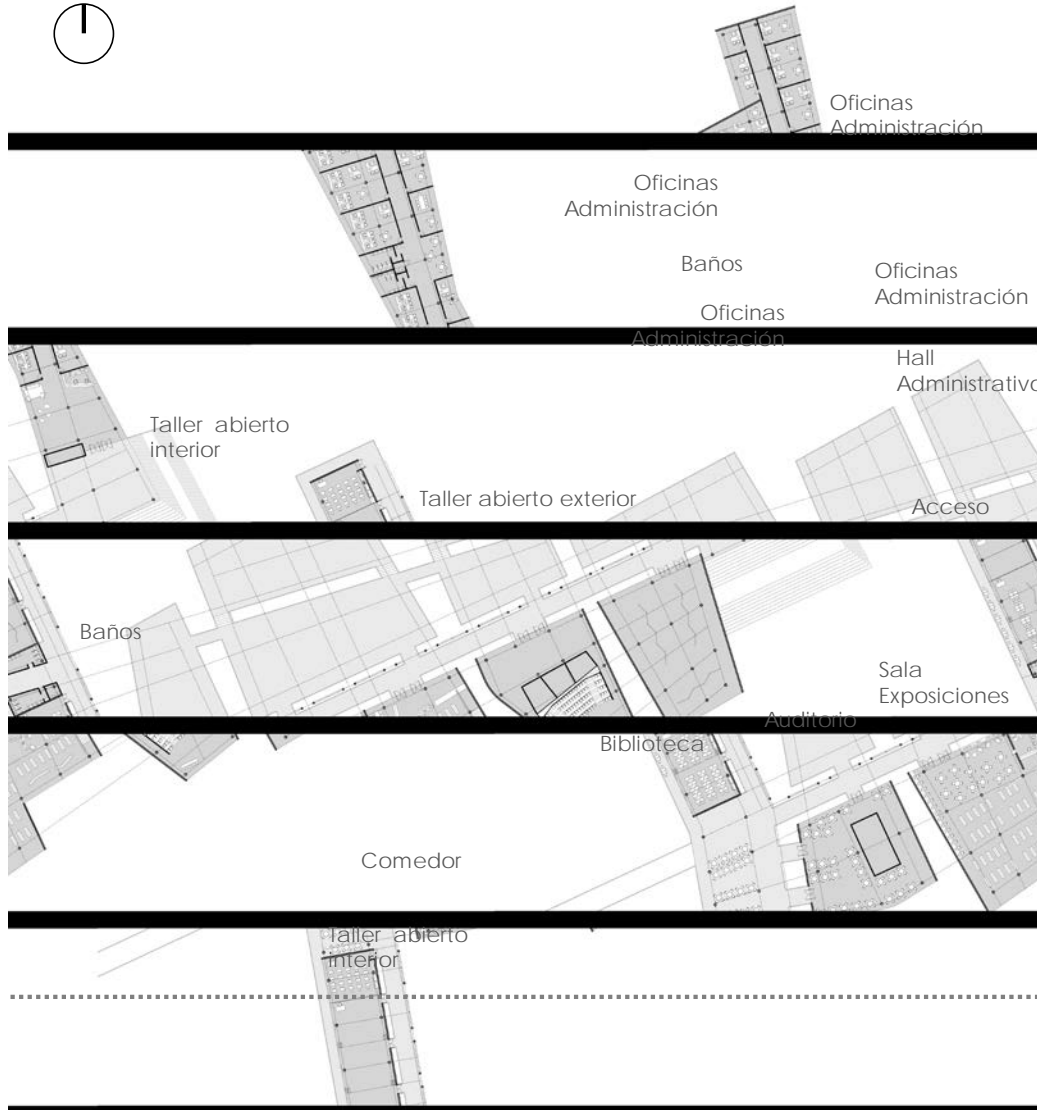 Oficinas
Administración
Oficinas
Administración
Baños
Oficinas
Administración
Oficinas
Administración
Hall
Administrativo
Taller abierto
interior
Taller abierto exterior
Acceso
Baños
Sala
Exposiciones
Auditorio
Biblioteca
Comedor
Taller abierto
interior